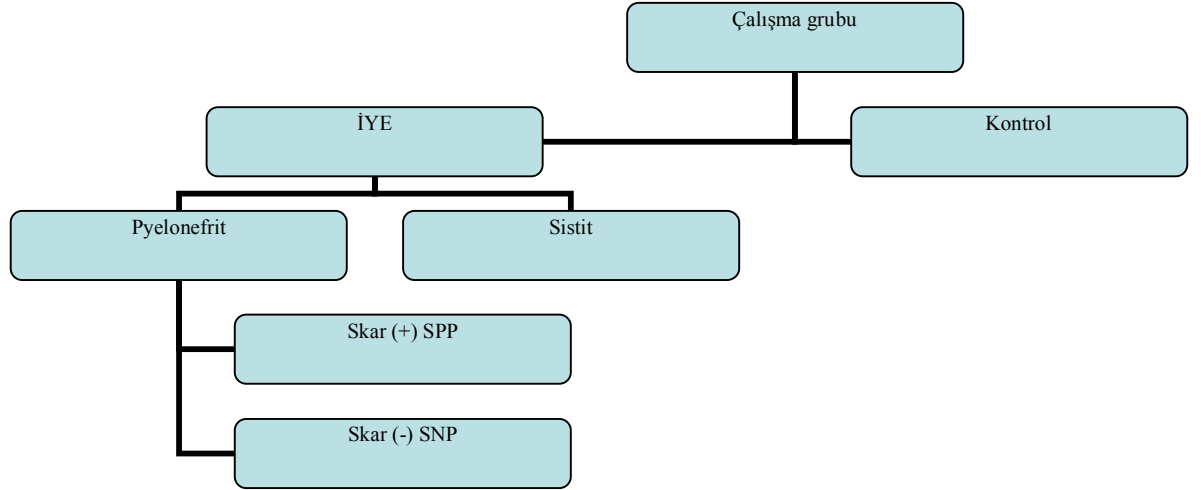 Çalışma grubu
İYE
Kontrol
Pyelonefrit
Sistit
Skar (+) SPP
Skar (-) SNP